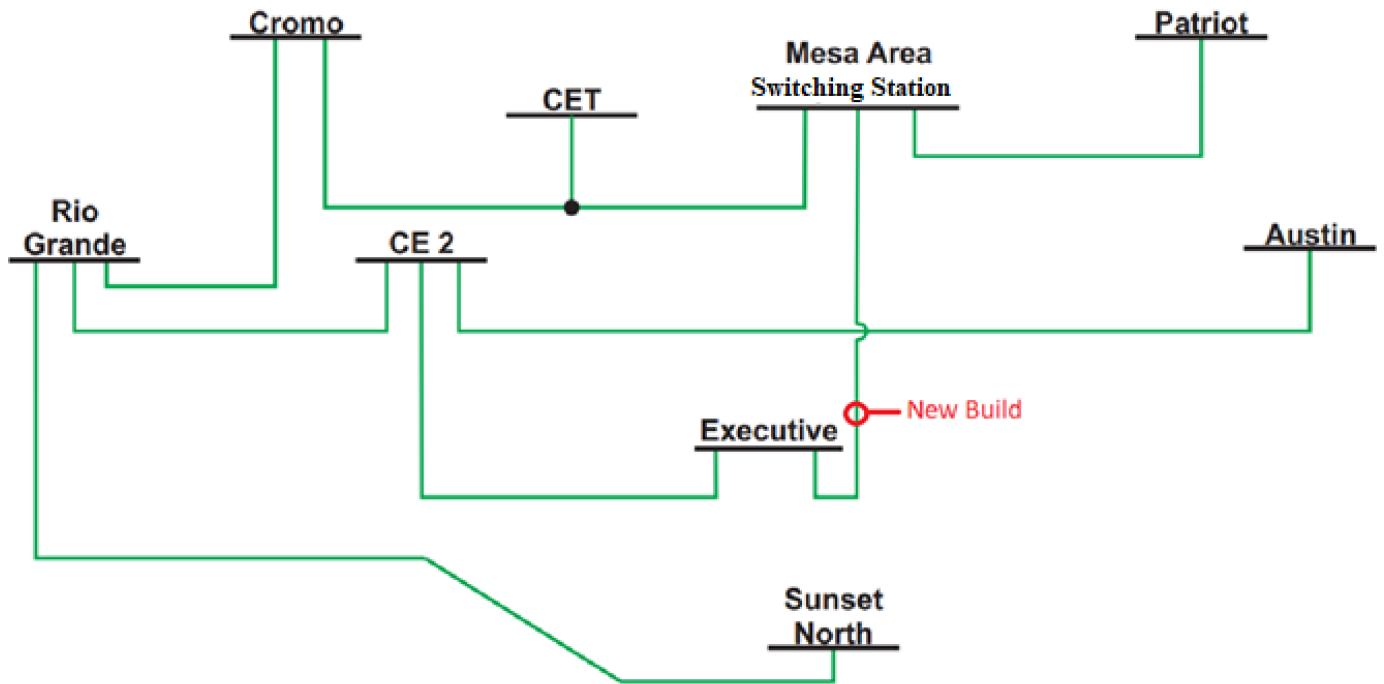 Cromo
Patriot
Mesa Area
Switching Station
CET
Rio
Grande
CE 2
Austin
New Build
Executive
Sunset
North